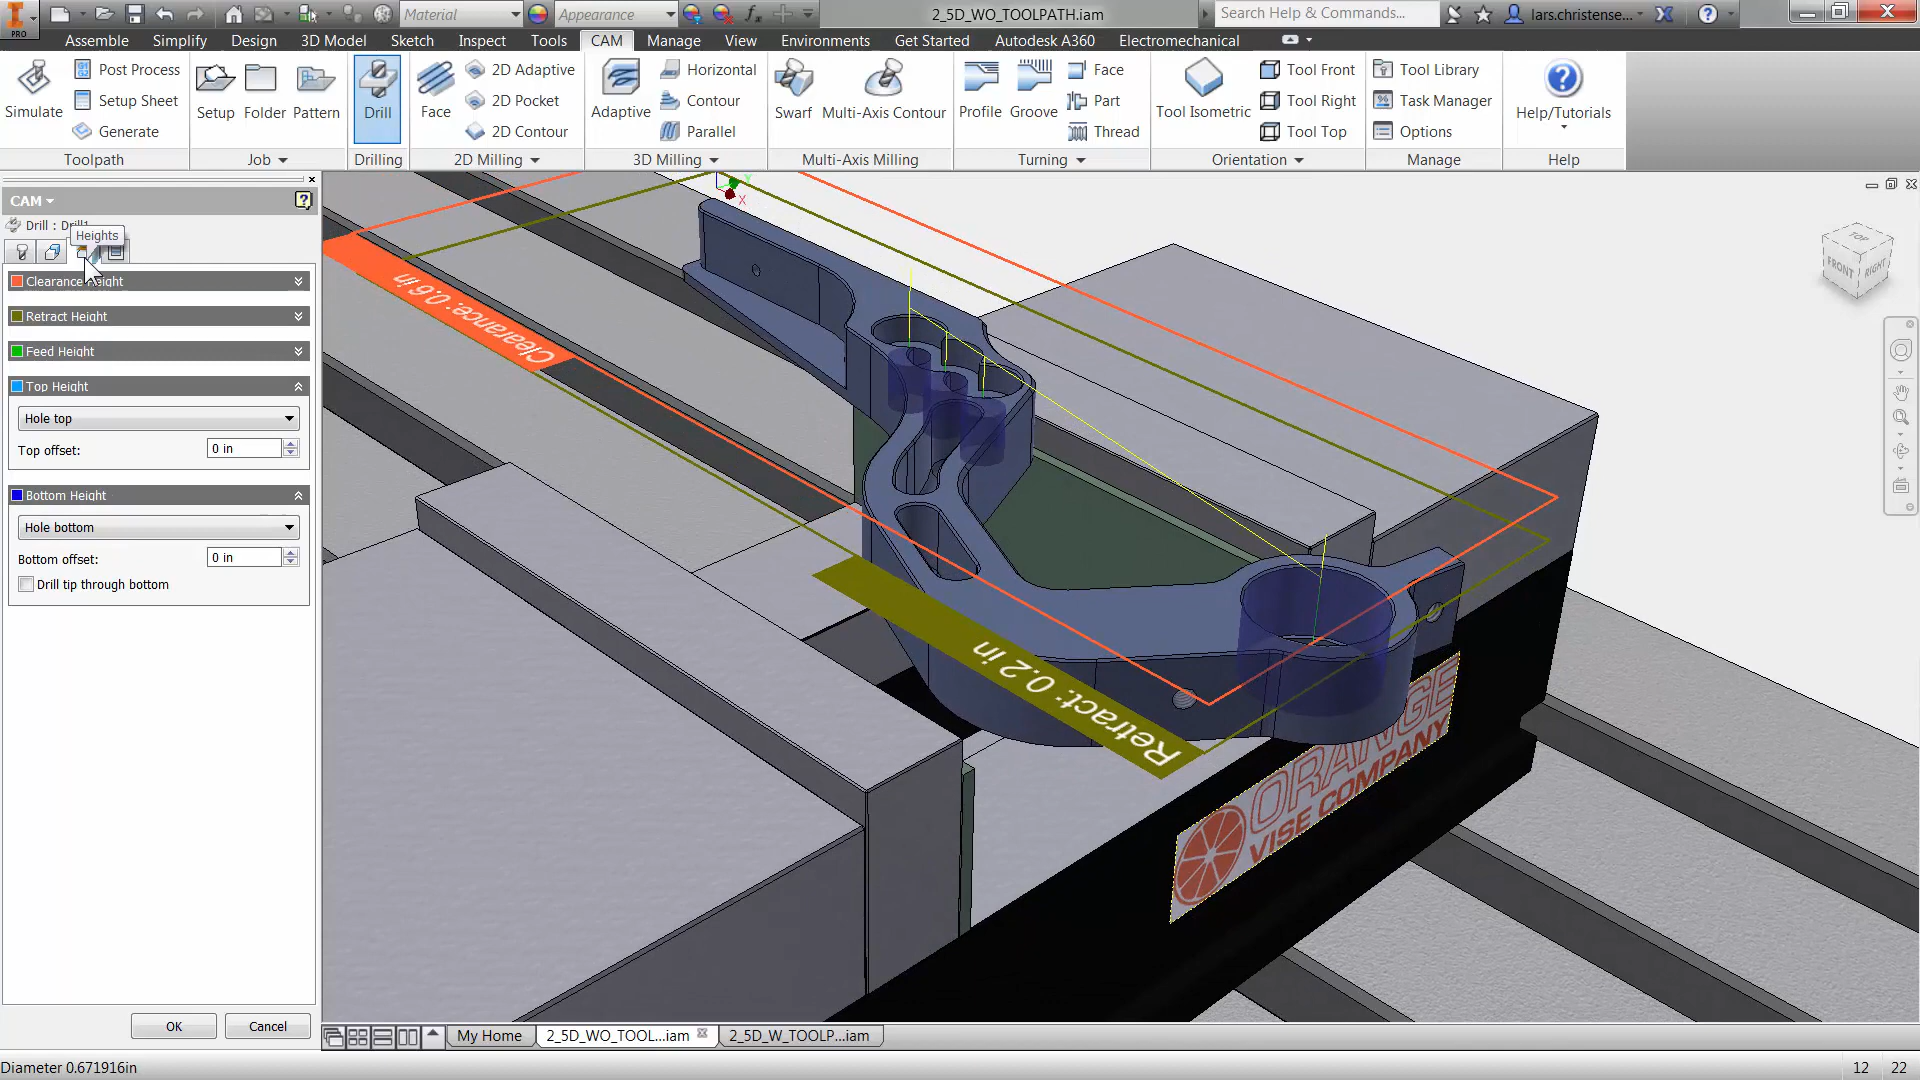 PRO
Material
Appearance
2_5D_WO_TOOLPATH.iam
Search Help & Commands...
lars.christense...
Assemble Simplify Design 3D Model Sketch Inspect Tools CAM Manage View Environments Get Started Autodesk A360 Electromechanical
Simulate
Post Process
Setup Sheet
Generate
Toolpath
Setup
Folder
Pattern
Job
Drill
Drilling
Face
2D Adaptive
2D Pocket
2D Contour
2D Milling
Adaptive
Horizontal
Contour
Parallel
3D Milling
Swarf
Multi-Axis Contour
Multi-Axis Milling
Profile
Groove
Face
Part
Thread
Turning
Tool Isometric
Tool Front
Tool Right
Tool Top
Orientation
Tool Library
Task Manager
Options
Manage
Help/Tutorials
Help
CAM
Drill : Drill1
Heights
Clearance Height
Retract Height
Feed Height
Top Height
Hole top
Top offset: 0 in
Bottom Height
Hole bottom
Bottom offset: 0 in
Drill tip through bottom
OK Cancel
Y
X
Clearance: 0.6 in
Retract: 0.2 in
ORANGE
VISE COMPANY
TOP
FRONT
RIGHT
My Home 2_5D_WO_TOOL...iam 2_5D_W_TOOLP...iam
Diameter 0.671916in
12 22